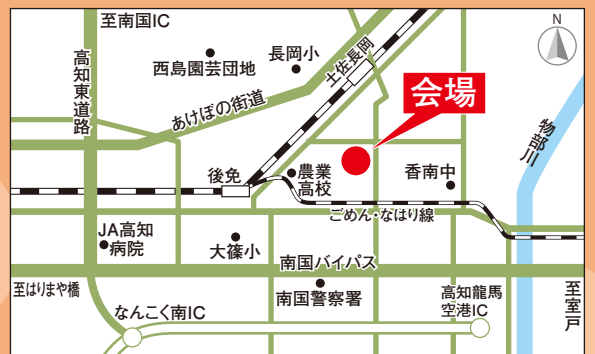 至南国IC
N
長岡小
土佐長岡
高知東道路
西島園芸団地
会場
あけぼの街道
物部川
後免
農業
高校
香南中
ごめん・なはり線
JA高知
病院
大篠小
南国バイパス
至はりまや橋
南国警察署
高知龍馬
空港IC
至室戸
なんこく南IC